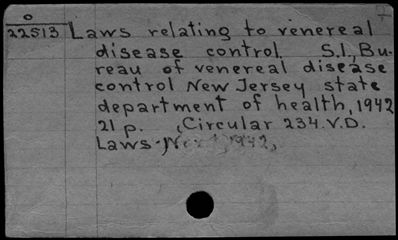 O
22513 Laws relating to venereal
disease control. S.l., Bu-
reau of venereal disease
control New Jersey state
department of health, 1942
21 p. (Circular 234. V.D.
Laws. 1942,